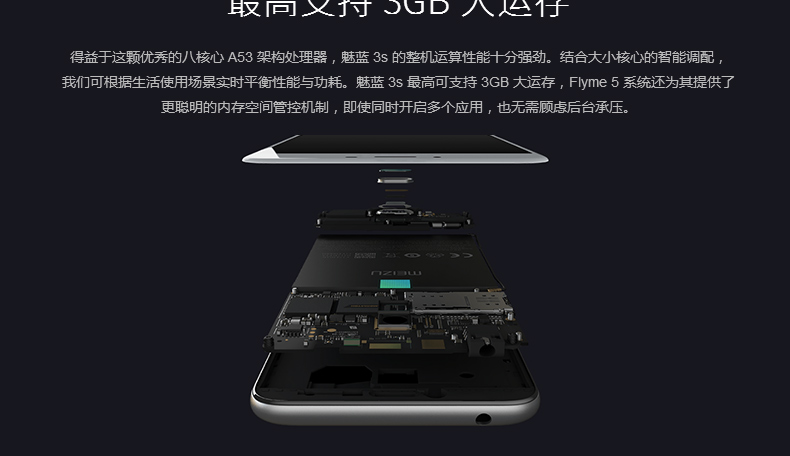 最高支持 3GB 大运存
得益于这颗优秀的八核心 A53 架构处理器，魅蓝 3s 的整机运算性能十分强劲。结合大小核心的智能调配，
我们可根据生活使用场景实时平衡性能与功耗。魅蓝 3s 最高可支持 3GB 大运存，Flyme 5 系统还为其提供了
更聪明的内存空间管控机制，即使同时开启多个应用，也无需顾虑后台承压。
MEIZU